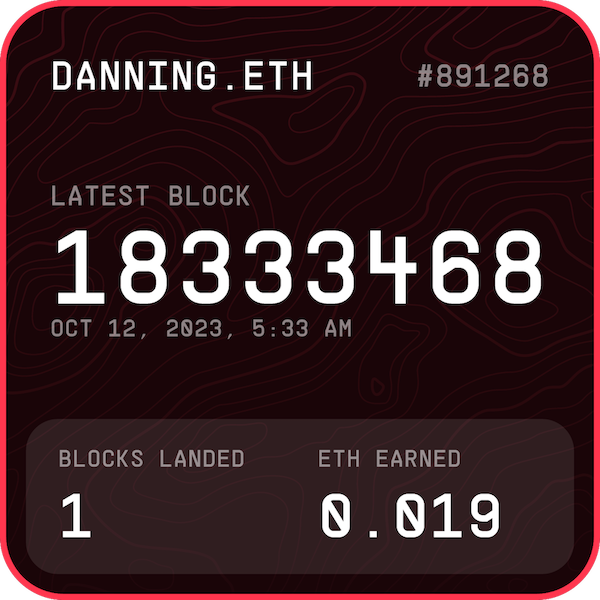 DANNING.ETH #891268
LATEST BLOCK
18333468
OCT 12, 2023, 5:33 AM
BLOCKS LANDED ETH EARNED
1 0.019